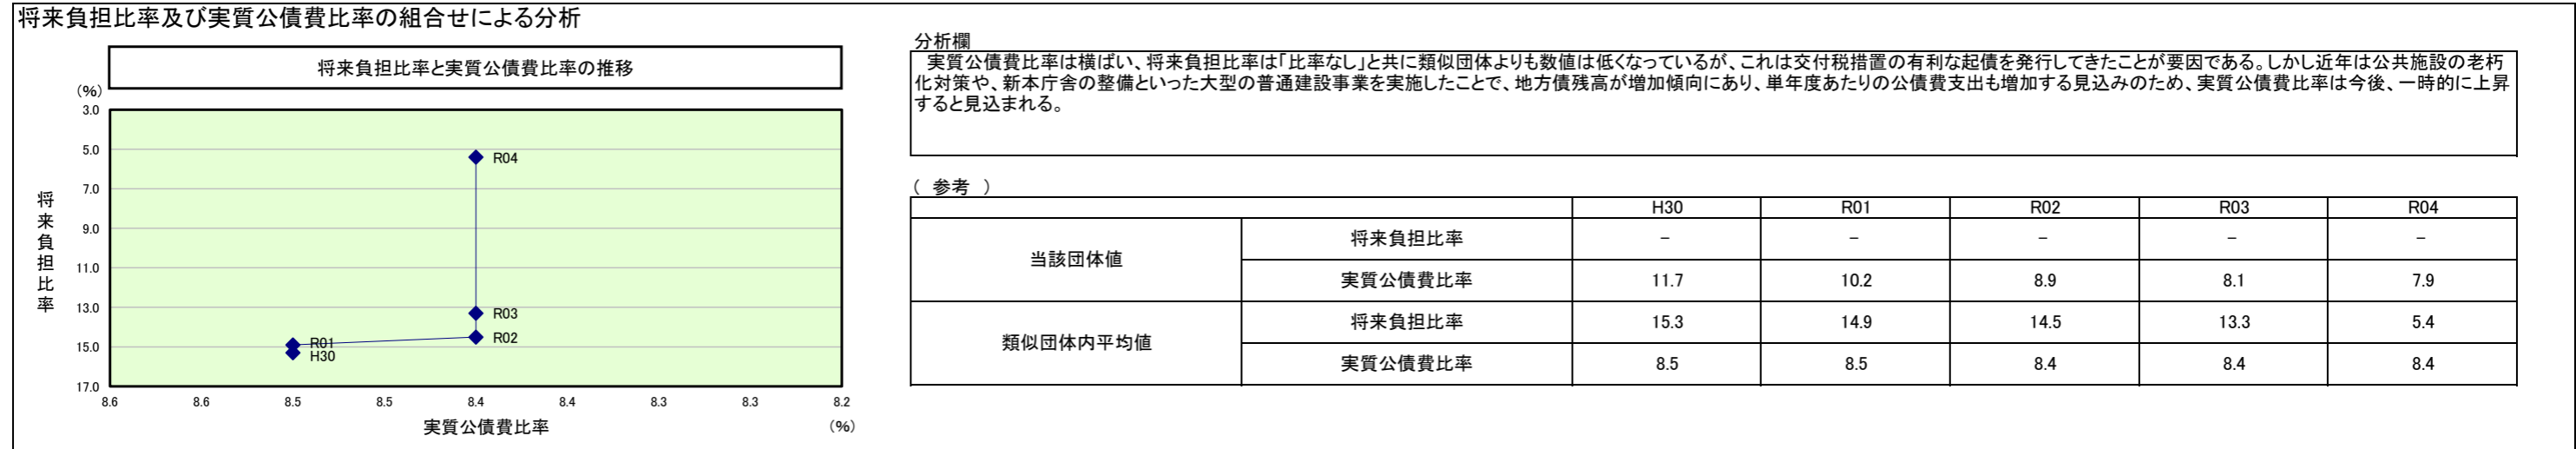 将来負担比率及び実質公債費比率の組合せによる分析
将来負担比率と実質公債費比率の推移
(%)
3.0
5.0
7.0
9.0
11.0
13.0
15.0
17.0
将来負担比率
R04
R03
R02
R01
H30
8.6 8.6 8.5 8.5 8.4 8.4 8.3 8.3 8.2
実質公債費比率 (%)
分析欄
実質公債費比率は横ばい、将来負担比率は「比率なし」と共に類似団体よりも数値は低くなっているが、これは交付税措置の有利な起債を発行してきたことが要因である。しかし近年は公共施設の老朽
化対策や、新本庁舎の整備といった大型の普通建設事業を実施したことで、地方債残高が増加傾向にあり、単年度あたりの公債費支出も増加する見込みのため、実質公債費比率は今後、一時的に上昇
すると見込まれる。
( 参考 )
H30 R01 R02 R03 R04
当該団体値
将来負担比率 － － － － －
実質公債費比率 11.7 10.2 8.9 8.1 7.9
類似団体内平均値
将来負担比率 15.3 14.9 14.5 13.3 5.4
実質公債費比率 8.5 8.5 8.4 8.4 8.4